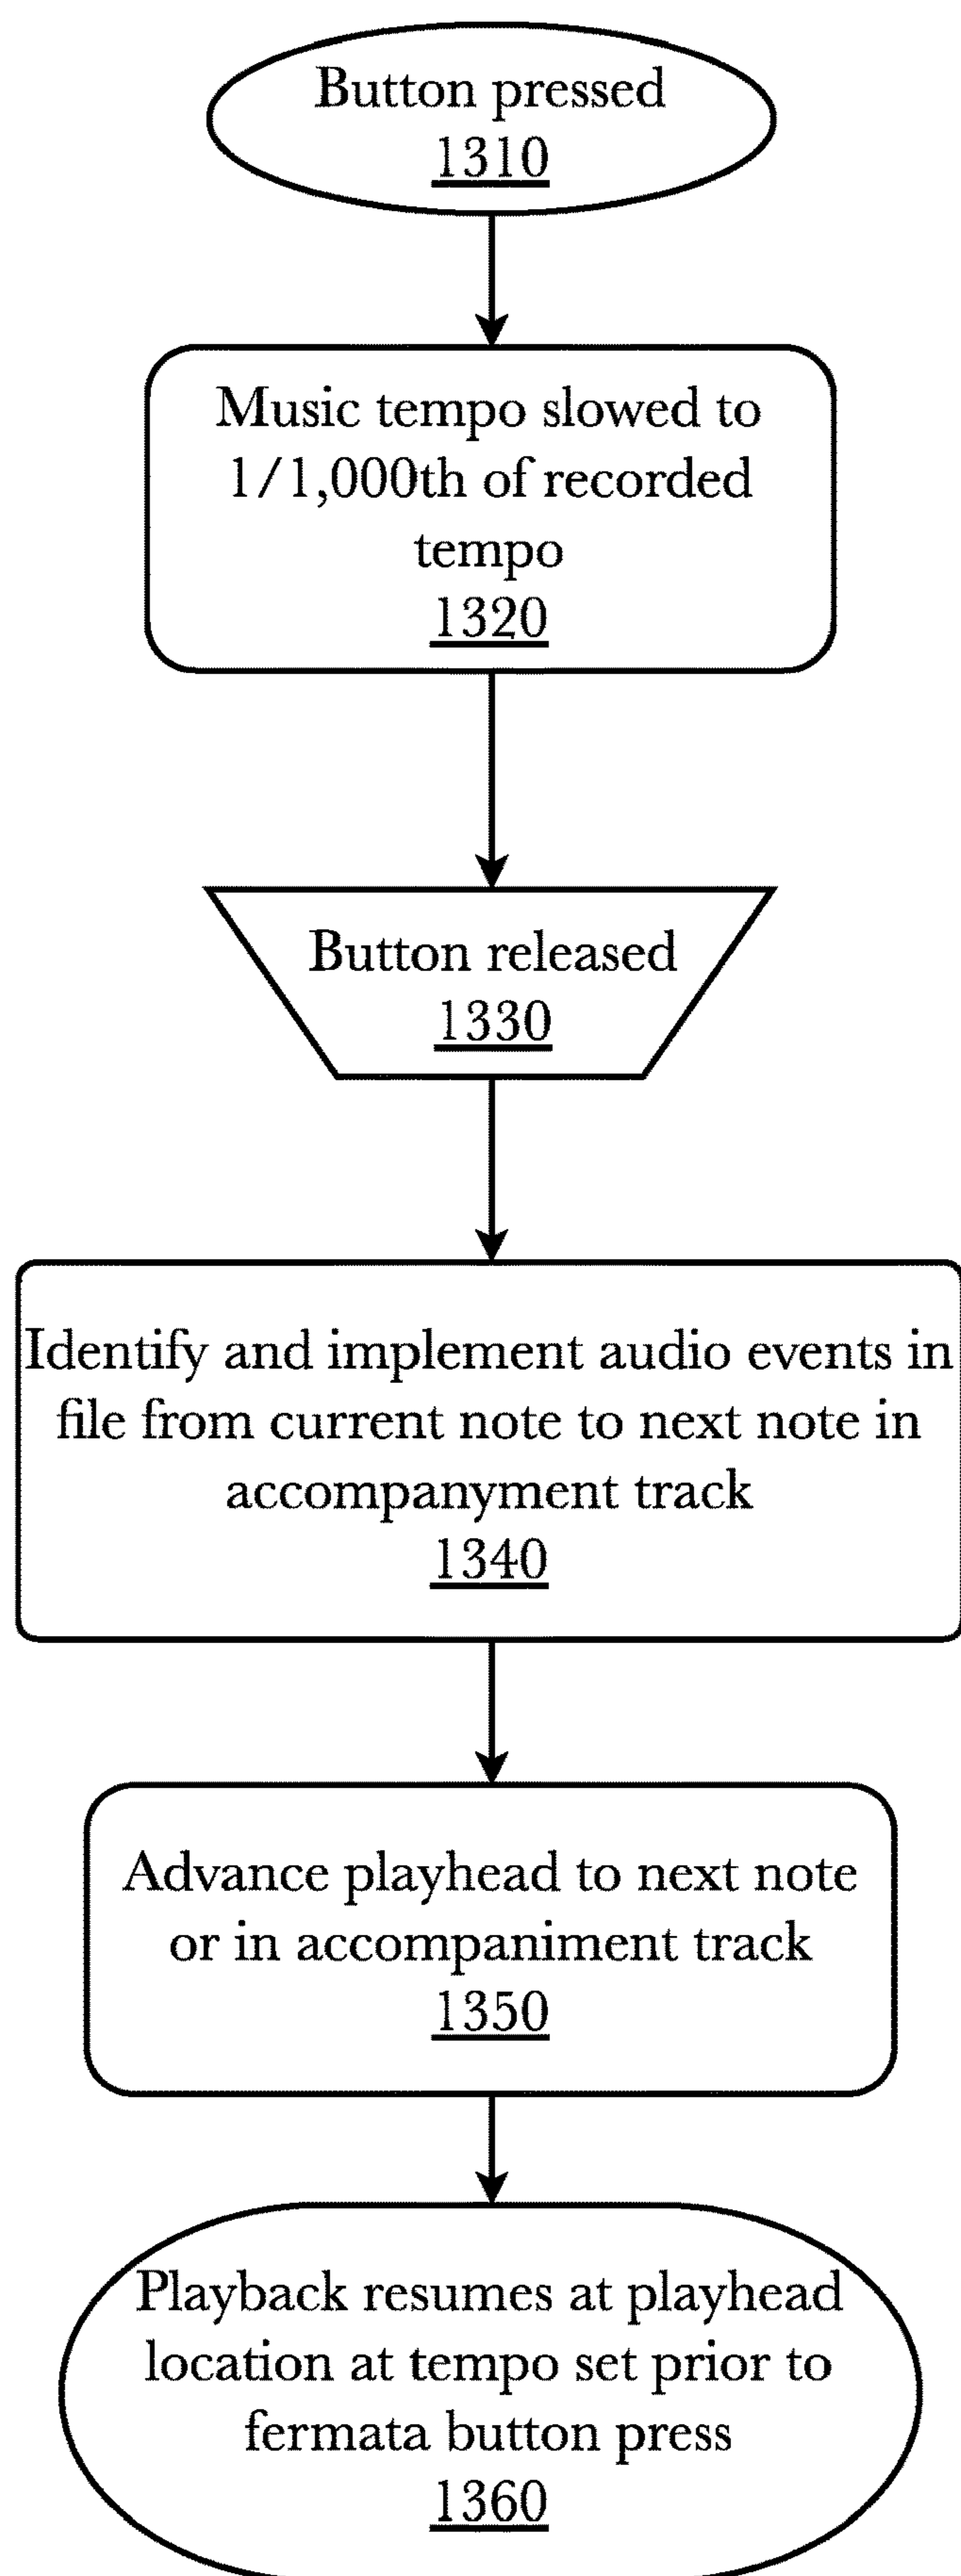 Button pressed
1310
Music tempo slowed to
1/1,000th of recorded
tempo
1320
Button released
1330
Identify and implement audio events in
file from current note to next note in
accompanyment track
1340
Advance playhead to next note
or in accompaniment track
1350
Playback resumes at playhead
location at tempo set prior to
fermata button press
1360